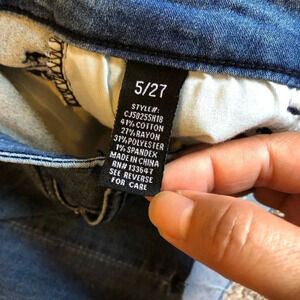 5/27
STYLE#:
CJ50255H18
41% COTTON
27% RAYON
31% POLYESTER
1% SPANDEX
MADE IN CHINA
RN# 133647
SEE REVERSE
FOR CARE